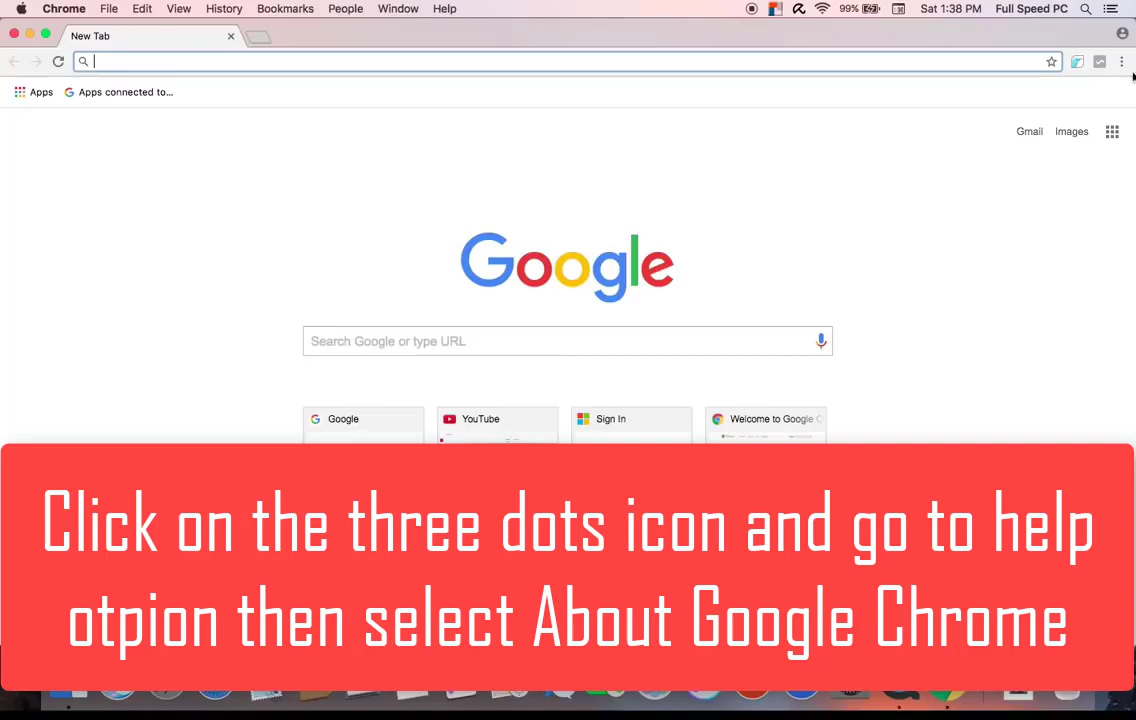 Chrome File Edit View History Bookmarks People Window Help 99% Sat 1:38 PM Full Speed PC
New Tab
Apps Apps connected to...
Gmail Images
Google
Search Google or type URL
Google YouTube Sign In Welcome to Google C
Click on the three dots icon and go to help
otpion then select About Google Chrome